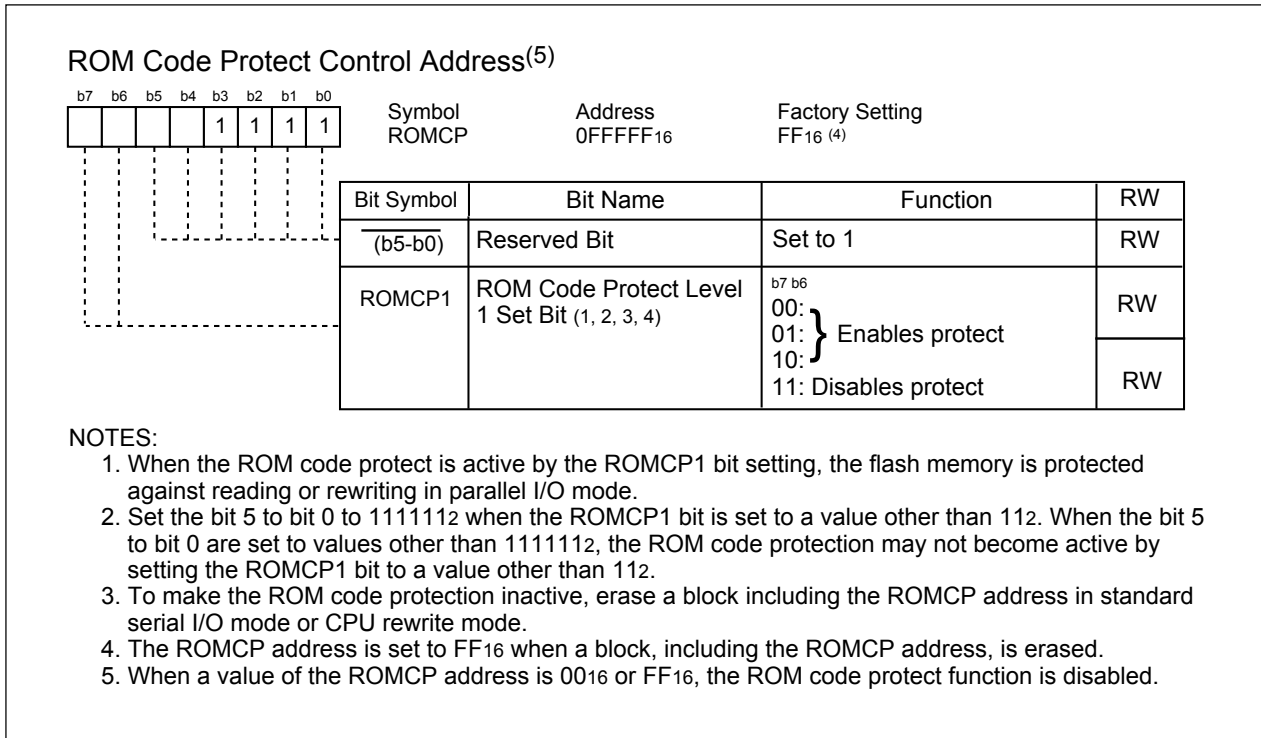 ROM Code Protect Control Address(5)
b7 b6 b5 b4 b3 b2 b1 b0
1 1 1 1
Symbol Address Factory Setting
ROMCP 0FFFFF16 FF16 (4)
Bit Symbol Bit Name Function RW
(b5-b0) Reserved Bit Set to 1 RW
ROMCP1 ROM Code Protect Level
1 Set Bit (1, 2, 3, 4)
b7 b6
00:
01: } Enables protect
10:
11: Disables protect
RW
RW
NOTES:
1. When the ROM code protect is active by the ROMCP1 bit setting, the flash memory is protected
against reading or rewriting in parallel I/O mode.
2. Set the bit 5 to bit 0 to 1111112 when the ROMCP1 bit is set to a value other than 112. When the bit 5
to bit 0 are set to values other than 1111112, the ROM code protection may not become active by
setting the ROMCP1 bit to a value other than 112.
3. To make the ROM code protection inactive, erase a block including the ROMCP address in standard
serial I/O mode or CPU rewrite mode.
4. The ROMCP address is set to FF16 when a block, including the ROMCP address, is erased.
5. When a value of the ROMCP address is 0016 or FF16, the ROM code protect function is disabled.